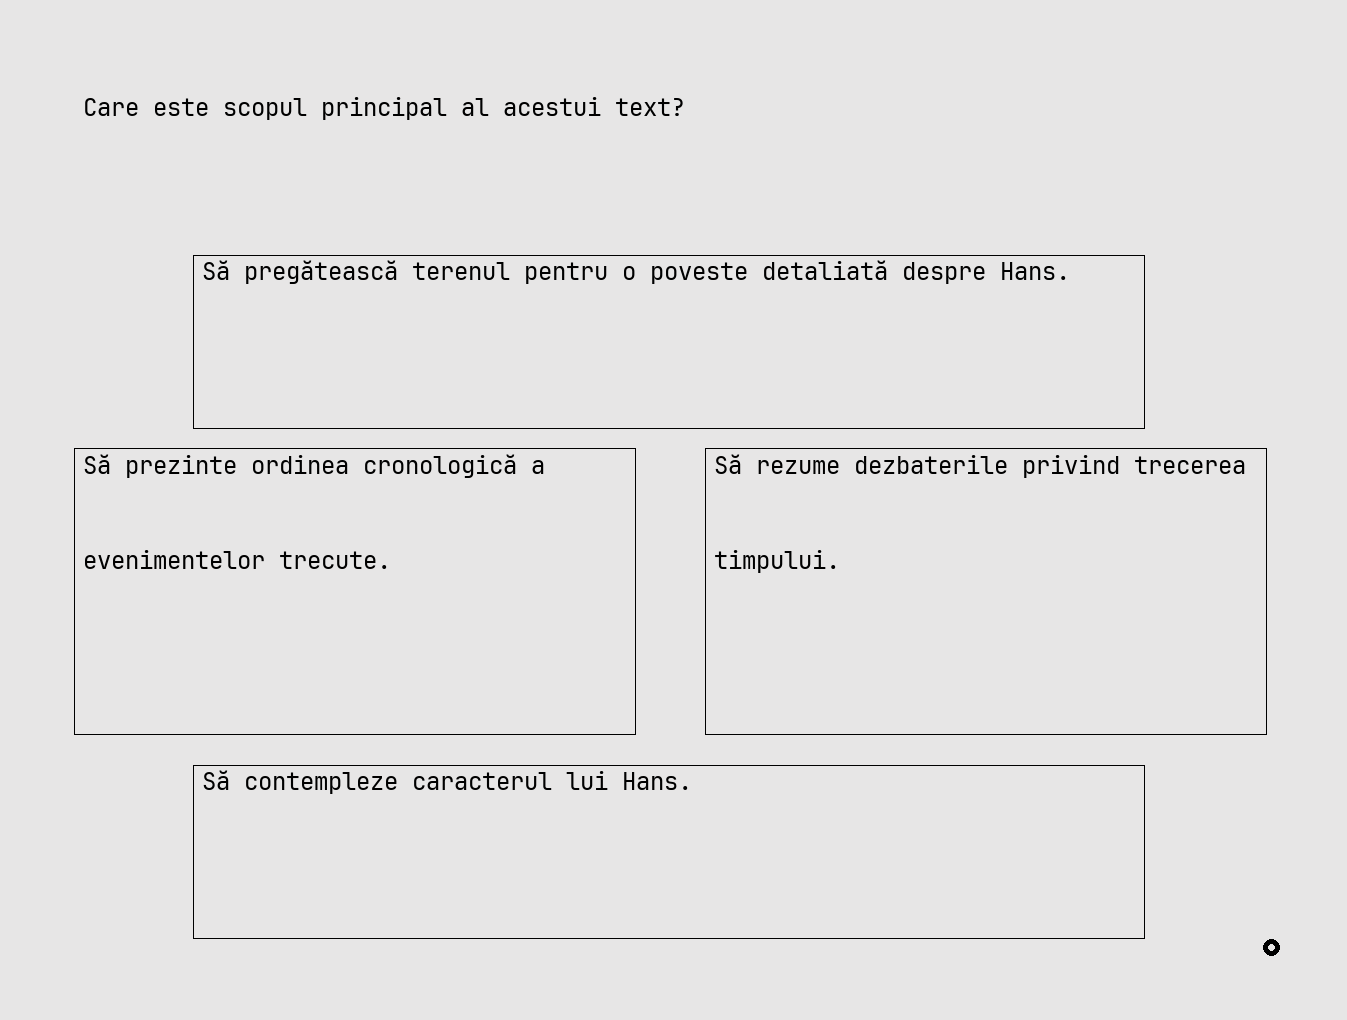 Care este scopul principal al acestui text?
Să pregătească terenul pentru o poveste detaliată despre Hans.
Să prezinte ordinea cronologică a
evenimentelor trecute.
Să rezume dezbaterile privind trecerea
timpului.
Să contempleze caracterul lui Hans.